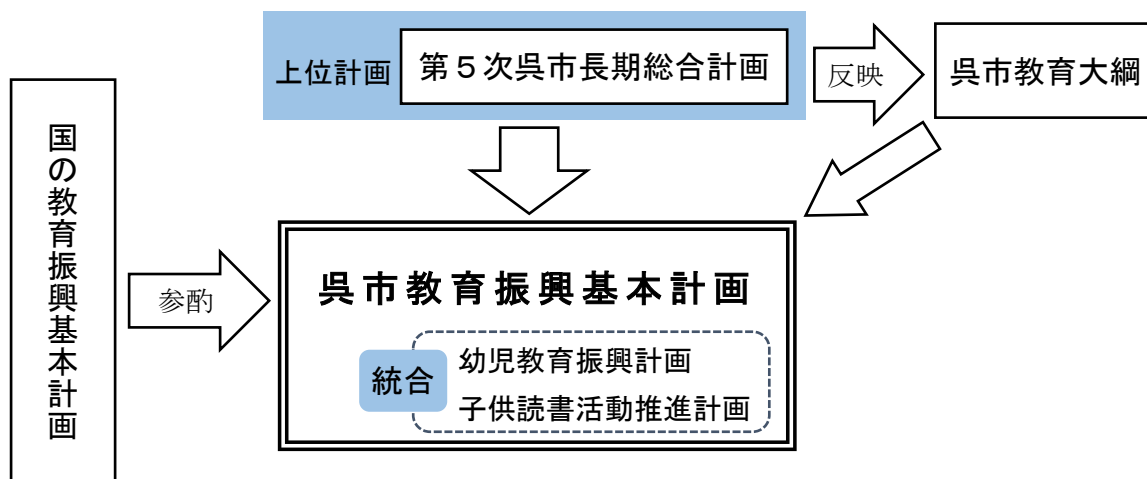 上位計画
第５次呉市長期総合計画
反映
呉市教育大綱
国の教育振興基本計画
参酌
呉市教育振興基本計画
統合
幼児教育振興計画
子供読書活動推進計画